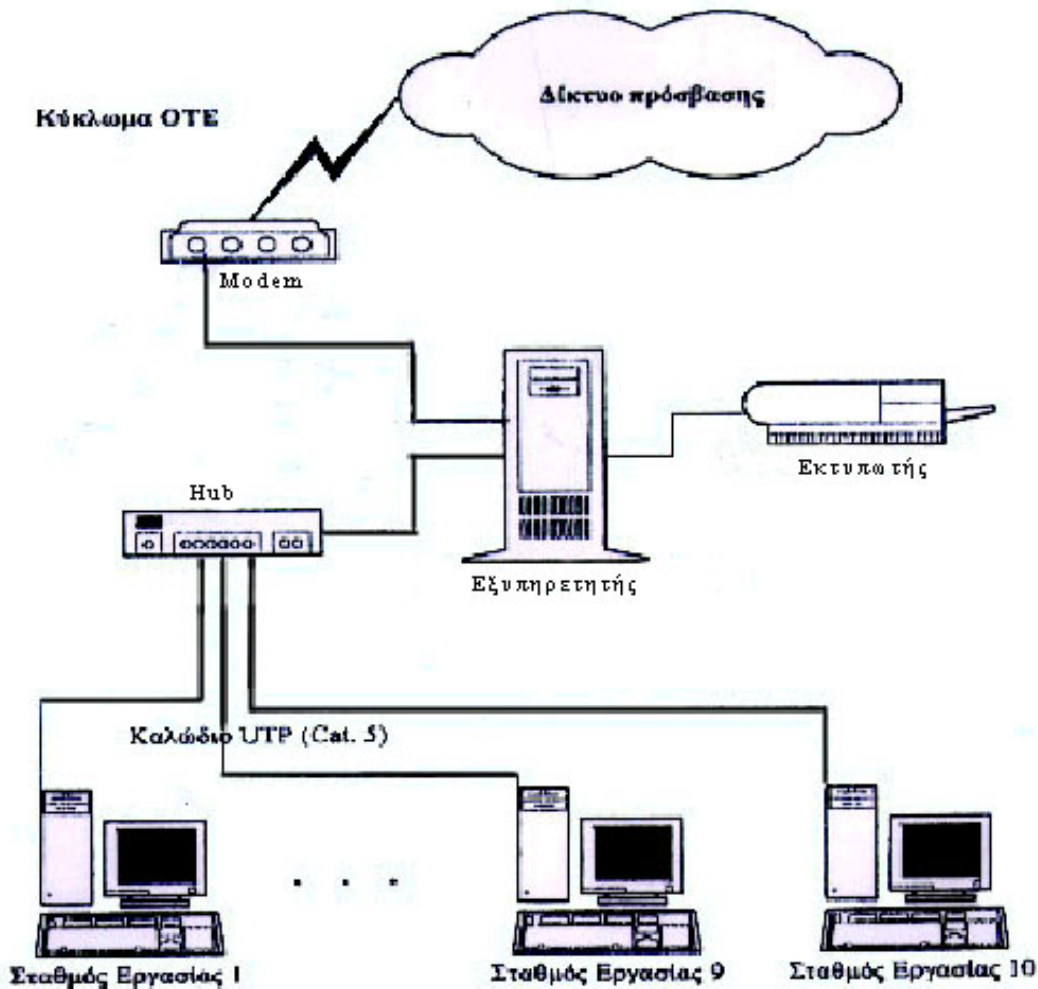 Δίκτυο πρόσβασης
Κύκλωμα ΟΤΕ
Modem
Εκτυπωτής
Hub
Εξυπηρετητής
Καλώδιο UTP (Cat. 5)
Σταθμός Εργασίας 1
Σταθμός Εργασίας 9
Σταθμός Εργασίας 10